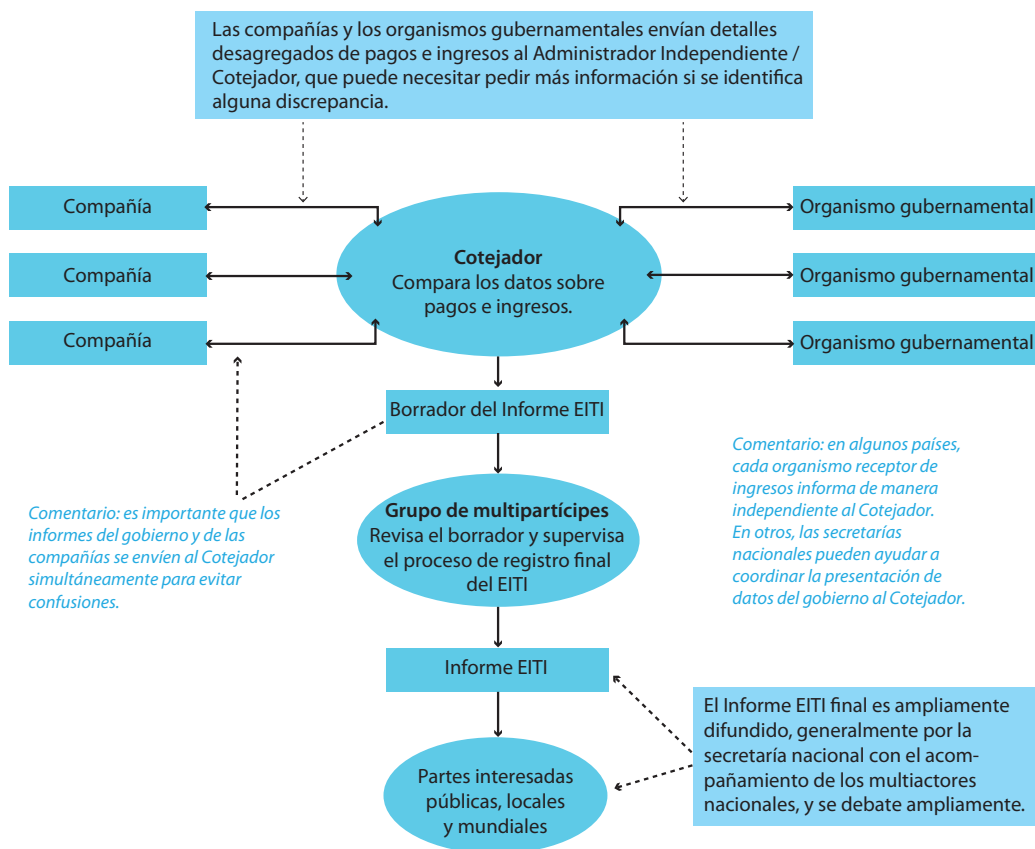 Las compañías y los organismos gubernamentales envían detalles
desagregados de pagos e ingresos al Administrador Independiente /
Cotejador, que puede necesitar pedir más información si se identifica
alguna discrepancia.
Compañía
Organismo gubernamental
Cotejador
Compara los datos sobre
pagos e ingresos.
Compañía
Organismo gubernamental
Compañía
Organismo gubernamental
Borrador del Informe EITI
Comentario: en algunos países,
cada organismo receptor de
ingresos informa de manera
independiente al Cotejador.
En otros, las secretarías
nacionales pueden ayudar a
coordinar la presentación de
datos del gobierno al Cotejador.
Comentario: es importante que los
informes del gobierno y de las
compañías se envíen al Cotejador
simultáneamente para evitar
confusiones.
Grupo de multipartícipes
Revisa el borrador y supervisa
el proceso de registro final
del EITI
Informe EITI
El Informe EITI final es ampliamente
difundido, generalmente por la
secretaría nacional con el acom-
pañamiento de los multiactores
nacionales, y se debate ampliamente.
Partes interesadas
públicas, locales
y mundiales